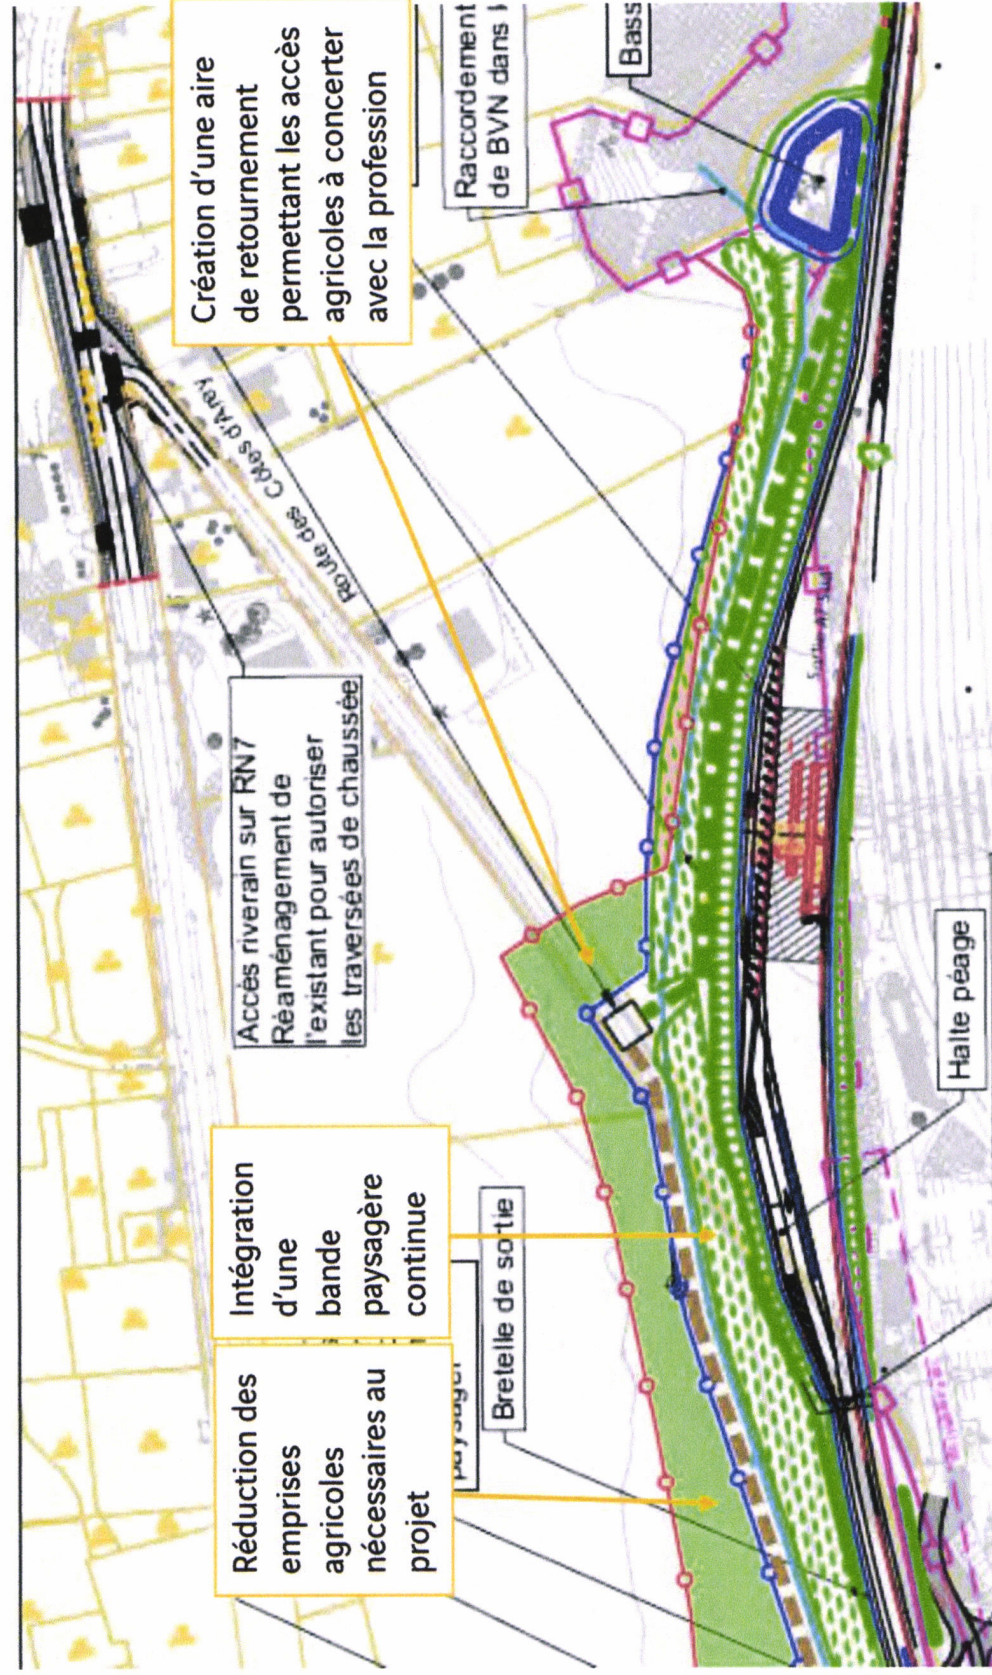 Création d'une aire
de retournement
permettant les accès
agricoles à concerter
avec la profession
Raccordement
de BVN dans
Bass
Route des Côtes d'Arey
Accès riverain sur RN7
Réaménagement de
l'existant pour autoriser
les traversées de chaussée
Intégration
d'une
bande
paysagère
continue
Réduction des
emprises
agricoles
nécessaires au
projet
paysager
Bretelle de sortie
Halte péage